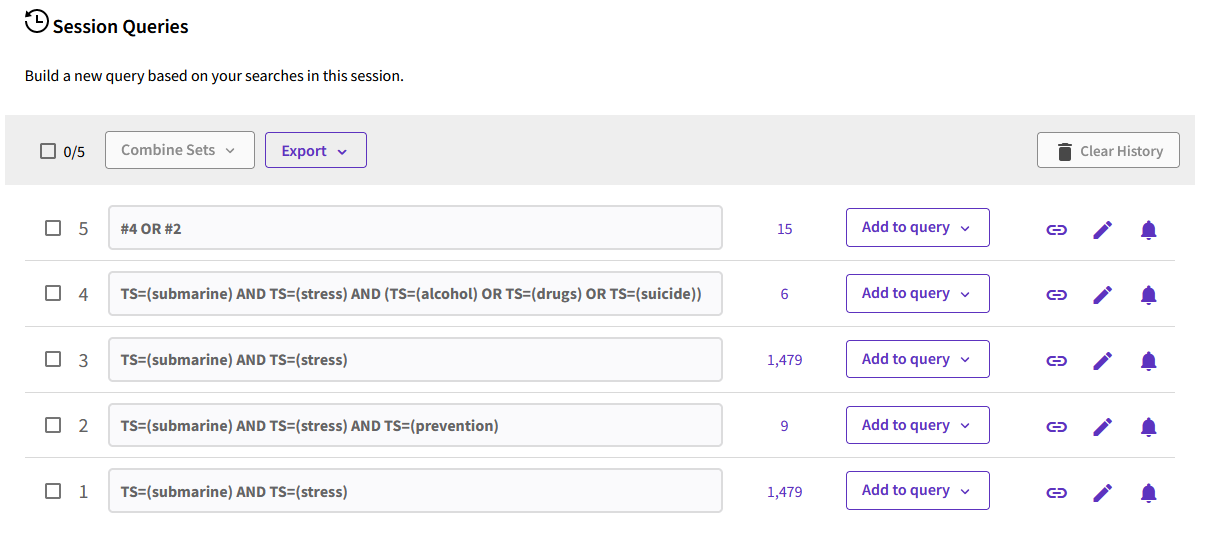 Session Queries
Build a new query based on your searches in this session.
0/5 Combine Sets Export Clear History
5 #4 OR #2 15 Add to query
4 TS=(submarine) AND TS=(stress) AND (TS=(alcohol) OR TS=(drugs) OR TS=(suicide)) 6 Add to query
3 TS=(submarine) AND TS=(stress) 1,479 Add to query
2 TS=(submarine) AND TS=(stress) AND TS=(prevention) 9 Add to query
1 TS=(submarine) AND TS=(stress) 1,479 Add to query